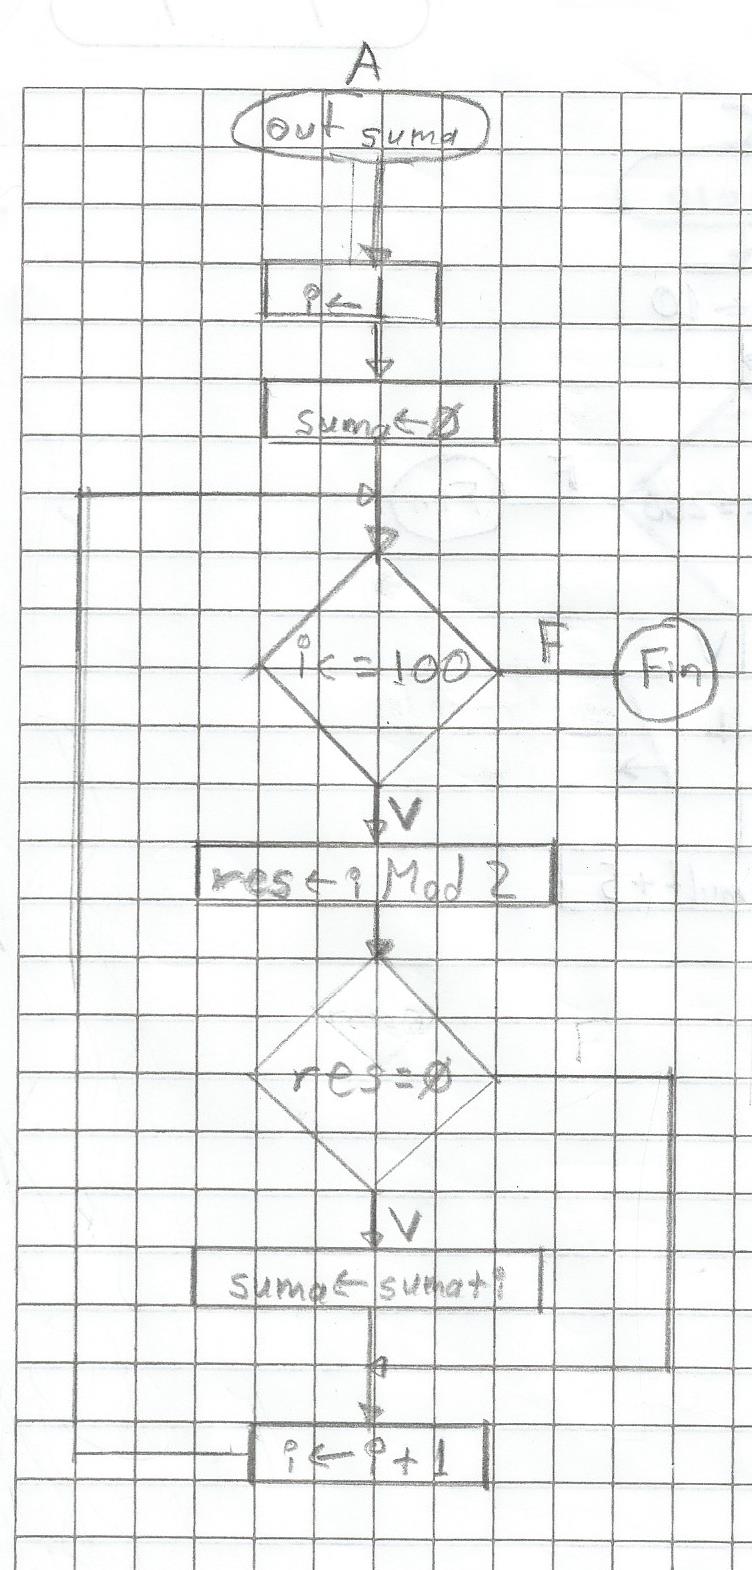 A
out suma
i←1
suma←Ø
i<=100
F
Fin
V
res←i Mod 2
res=Ø
V
suma←suma+i
i←i+1